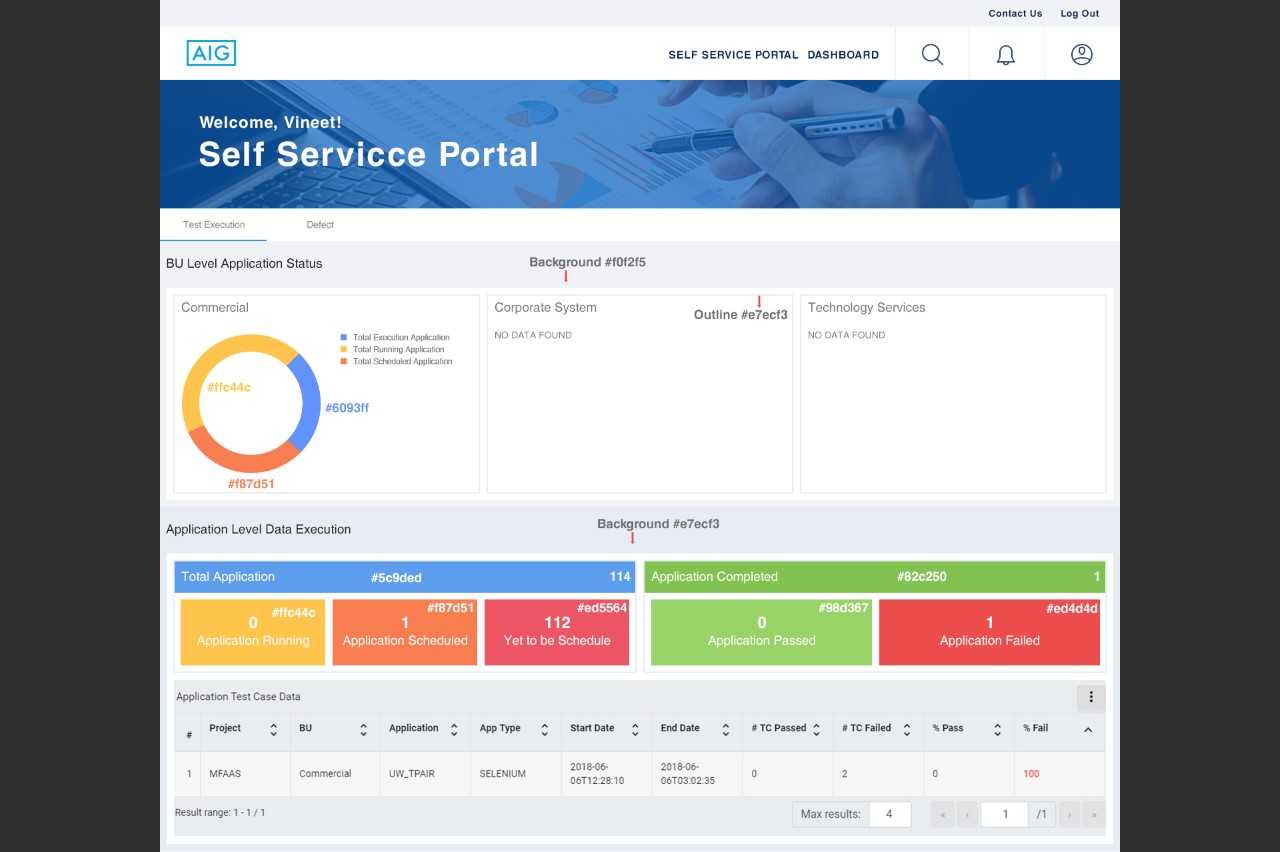 Contact Us Log Out
AIG
SELF SERVICE PORTAL DASHBOARD
Welcome, Vineet!
Self Servicce Portal
Test Execution Defect
BU Level Application Status
Background #f0f2f5
Commercial
Total Execution Application
Total Running Application
Total Scheduled Application
#ffc44c
#6093ff
#f87d51
Corporate System
Outline #e7ecf3
NO DATA FOUND
Technology Services
NO DATA FOUND
Application Level Data Execution
Background #e7ecf3
Total Application #5c9ded 114
#ffc44c
0
Application Running
#f87d51
1
Application Scheduled
#ed5564
112
Yet to be Schedule
Application Completed #82c250 1
#98d367
0
Application Passed
#ed4d4d
1
Application Failed
Application Test Case Data
# Project BU Application App Type Start Date End Date # TC Passed # TC Failed % Pass % Fail
1 MFAAS Commercial UW_TPAIR SELENIUM 2018-06-06T12:28:10 2018-06-06T03:02:35 0 2 0 100
Result range: 1 - 1 / 1
Max results: 4 « ‹ 1 /1 › »